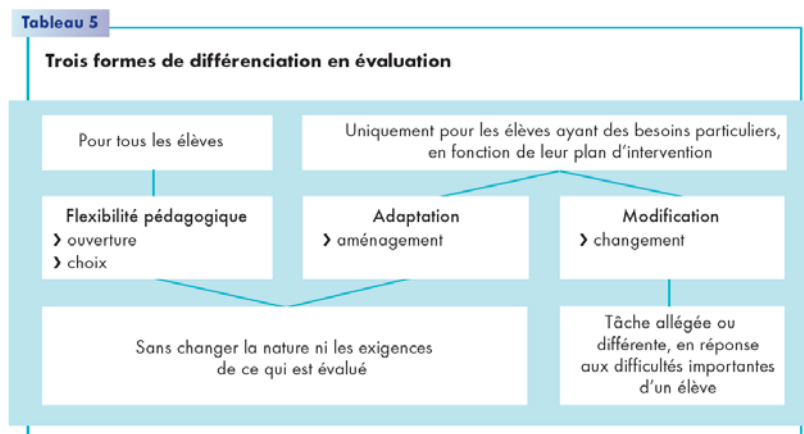 Tableau 5
Trois formes de différenciation en évaluation
Pour tous les élèves
Uniquement pour les élèves ayant des besoins particuliers,
en fonction de leur plan d’intervention
Flexibilité pédagogique
❯ ouverture
❯ choix
Adaptation
❯ aménagement
Modification
❯ changement
Sans changer la nature ni les exigences
de ce qui est évalué
Tâche allégée ou
différente, en réponse
aux difficultés importantes
d’un élève